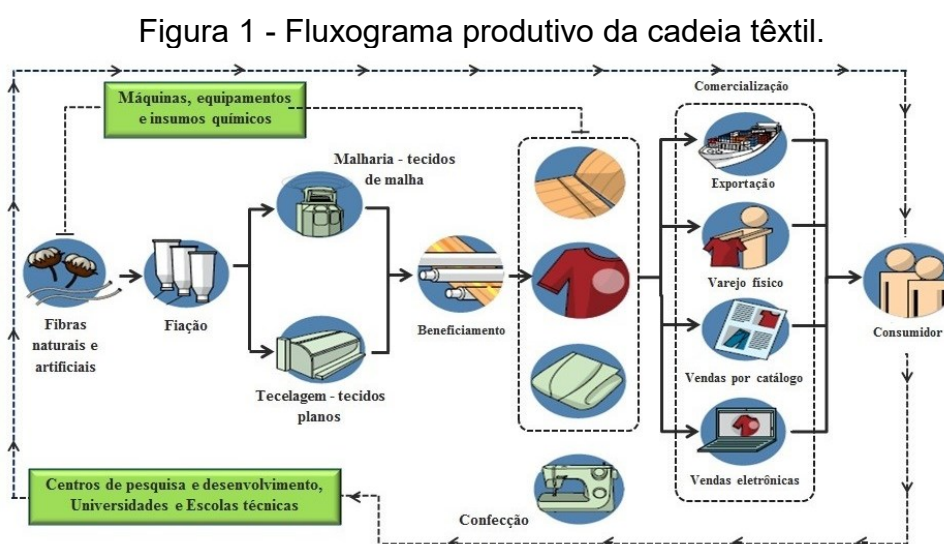 Figura 1 - Fluxograma produtivo da cadeia têxtil.
Máquinas, equipamentos
e insumos químicos
Comercialização
Malharia - tecidos
de malha
Exportação
Fibras
naturais e
artificiais
Fiação
Tecelagem - tecidos
planos
Beneficiamento
Varejo físico
Consumidor
Vendas por catálogo
Vendas eletrônicas
Centros de pesquisa e desenvolvimento,
Universidades e Escolas técnicas
Confecção